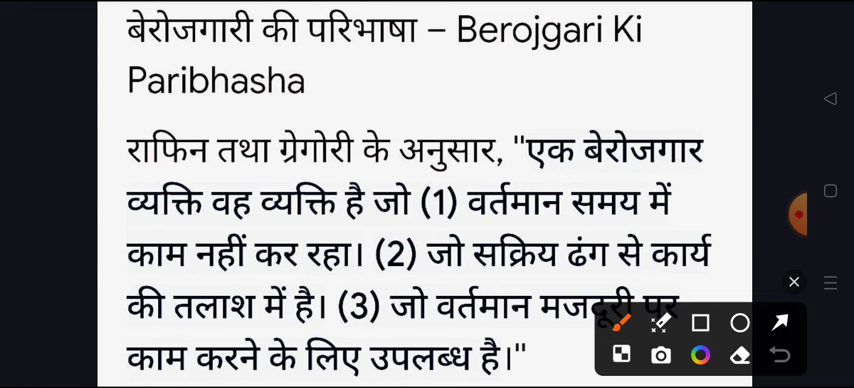 बेरोजगारी की परिभाषा – Berojgari Ki
Paribhasha
राफिन तथा ग्रेगोरी के अनुसार, "एक बेरोजगार
व्यक्ति वह व्यक्ति है जो (1) वर्तमान समय में
काम नहीं कर रहा। (2) जो सक्रिय ढंग से कार्य
की तलाश में है। (3) जो वर्तमान मजदूरी पर
काम करने के लिए उपलब्ध है।"